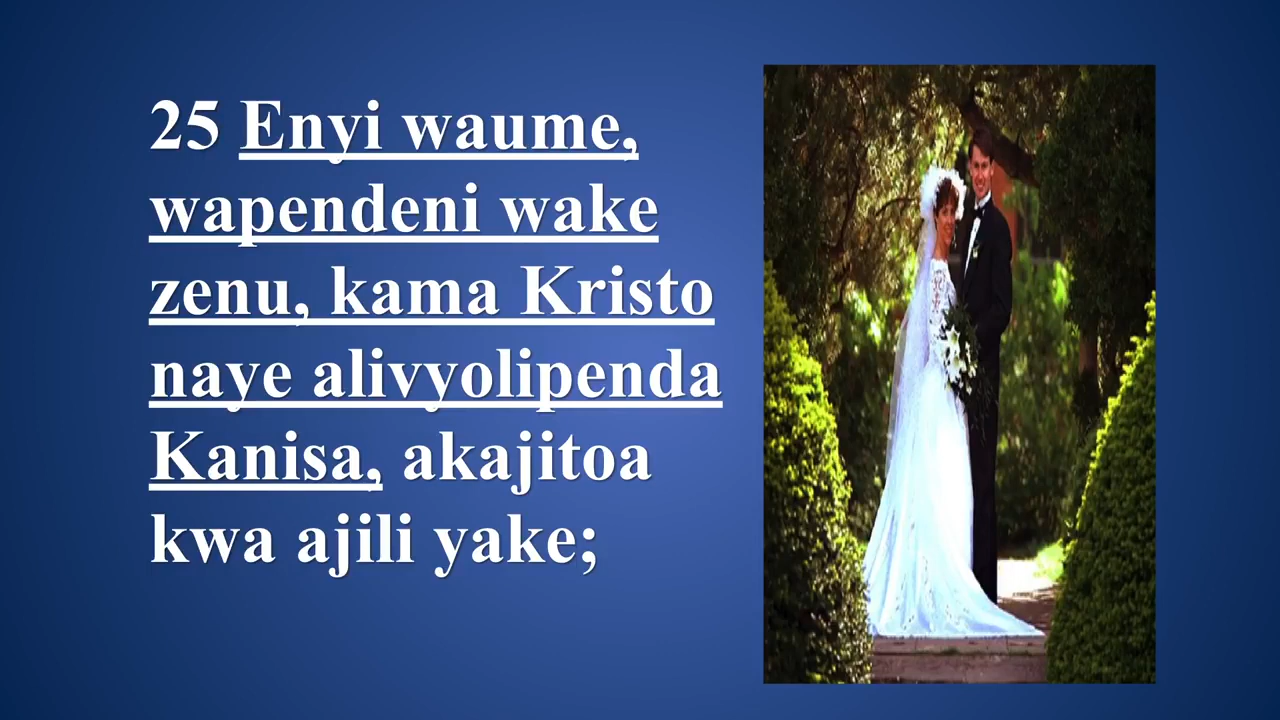 25 Enyi waume,
wapendeni wake
zenu, kama Kristo
naye alivyolipenda
Kanisa, akajitoa
kwa ajili yake;